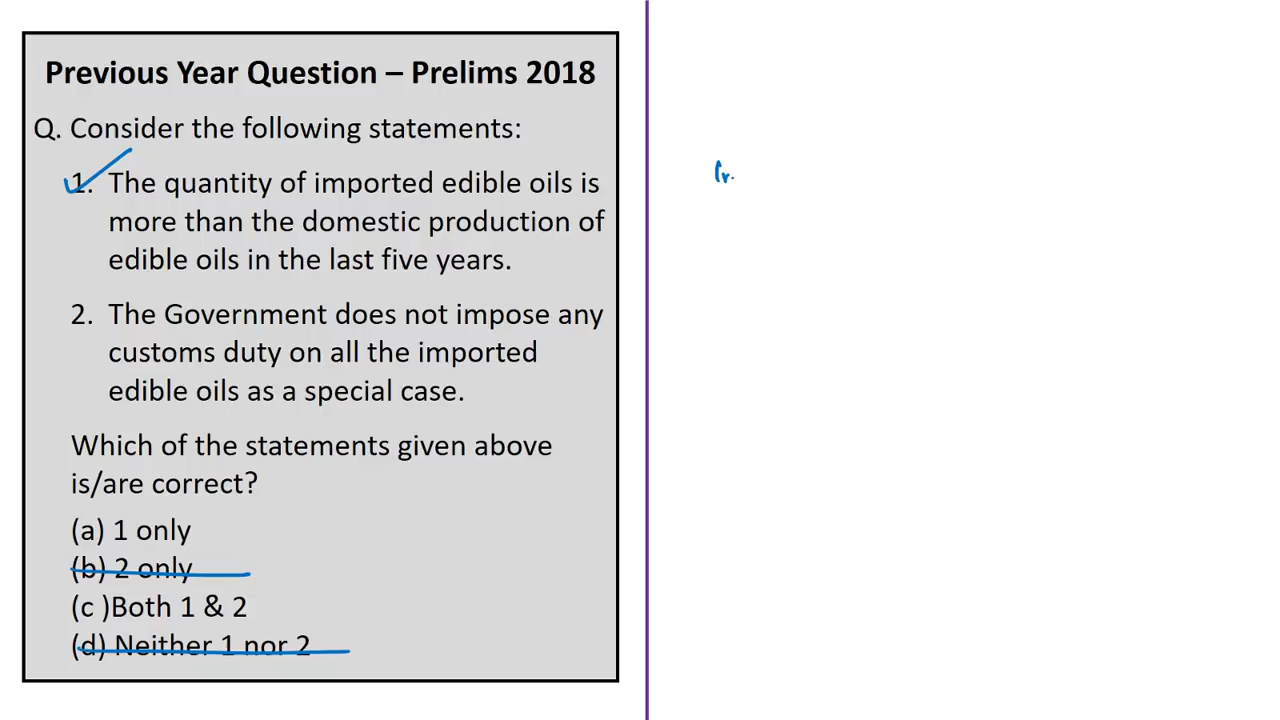 Previous Year Question – Prelims 2018
Q. Consider the following statements:
1. The quantity of imported edible oils is
more than the domestic production of
edible oils in the last five years.
2. The Government does not impose any
customs duty on all the imported
edible oils as a special case.
Which of the statements given above
is/are correct?
(a) 1 only
(b) 2 only
(c )Both 1 & 2
(d) Neither 1 nor 2